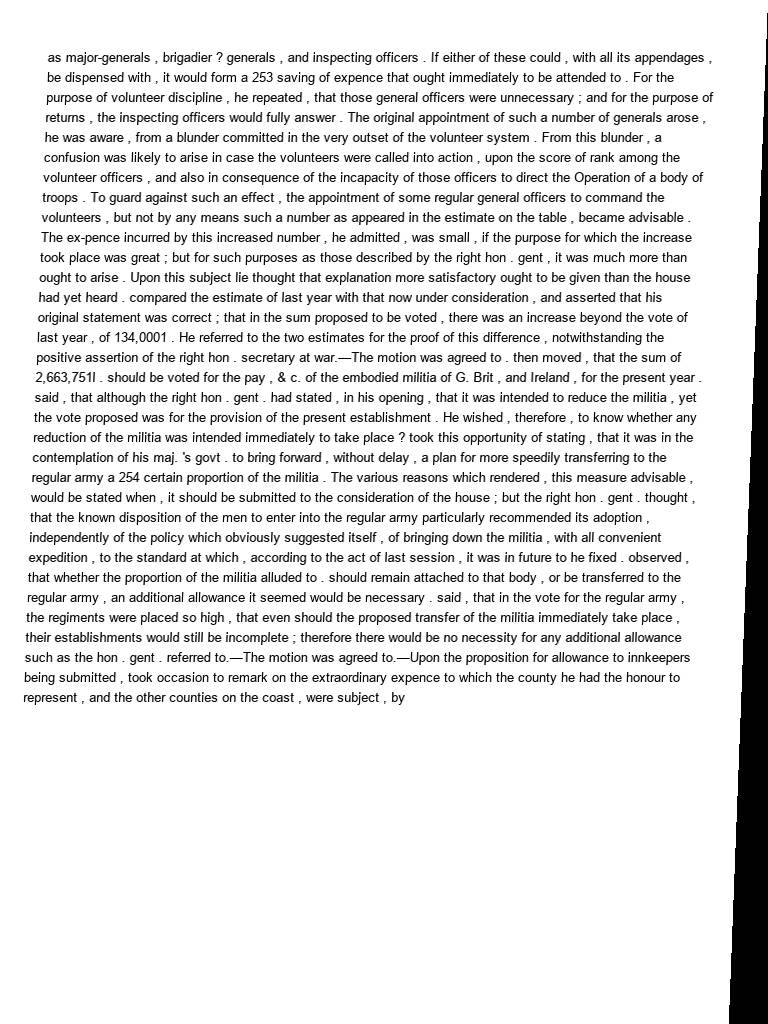 as major-generals , brigadier ? generals , and inspecting officers . If either of these could , with all its appendages ,
be dispensed with , it would form a 253 saving of expence that ought immediately to be attended to . For the
purpose of volunteer discipline , he repeated , that those general officers were unnecessary ; and for the purpose of
returns , the inspecting officers would fully answer . The original appointment of such a number of generals arose ,
he was aware , from a blunder committed in the very outset of the volunteer system . From this blunder , a
confusion was likely to arise in case the volunteers were called into action , upon the score of rank among the
volunteer officers , and also in consequence of the incapacity of those officers to direct the Operation of a body of
troops . To guard against such an effect , the appointment of some regular general officers to command the
volunteers , but not by any means such a number as appeared in the estimate on the table , became advisable .
The ex-pence incurred by this increased number , he admitted , was small , if the purpose for which the increase
took place was great ; but for such purposes as those described by the right hon . gent , it was much more than
ought to arise . Upon this subject lie thought that explanation more satisfactory ought to be given than the house
had yet heard . compared the estimate of last year with that now under consideration , and asserted that his
original statement was correct ; that in the sum proposed to be voted , there was an increase beyond the vote of
last year , of 134,0001 . He referred to the two estimates for the proof of this difference , notwithstanding the
positive assertion of the right hon . secretary at war.—The motion was agreed to . then moved , that the sum of
2,663,751l . should be voted for the pay , & c. of the embodied militia of G. Brit , and Ireland , for the present year .
said , that although the right hon . gent . had stated , in his opening , that it was intended to reduce the militia , yet
the vote proposed was for the provision of the present establishment . He wished , therefore , to know whether any
reduction of the militia was intended immediately to take place ? took this opportunity of stating , that it was in the
contemplation of his maj. 's govt . to bring forward , without delay , a plan for more speedily transferring to the
regular army a 254 certain proportion of the militia . The various reasons which rendered , this measure advisable ,
would be stated when , it should be submitted to the consideration of the house ; but the right hon . gent . thought ,
that the known disposition of the men to enter into the regular army particularly recommended its adoption ,
independently of the policy which obviously suggested itself , of bringing down the militia , with all convenient
expedition , to the standard at which , according to the act of last session , it was in future to he fixed . observed ,
that whether the proportion of the militia alluded to . should remain attached to that body , or be transferred to the
regular army , an additional allowance it seemed would be necessary . said , that in the vote for the regular army ,
the regiments were placed so high , that even should the proposed transfer of the militia immediately take place ,
their establishments would still be incomplete ; therefore there would be no necessity for any additional allowance
such as the hon . gent . referred to.—The motion was agreed to.—Upon the proposition for allowance to innkeepers
being submitted , took occasion to remark on the extraordinary expence to which the county he had the honour to
represent , and the other counties on the coast , were subject , by